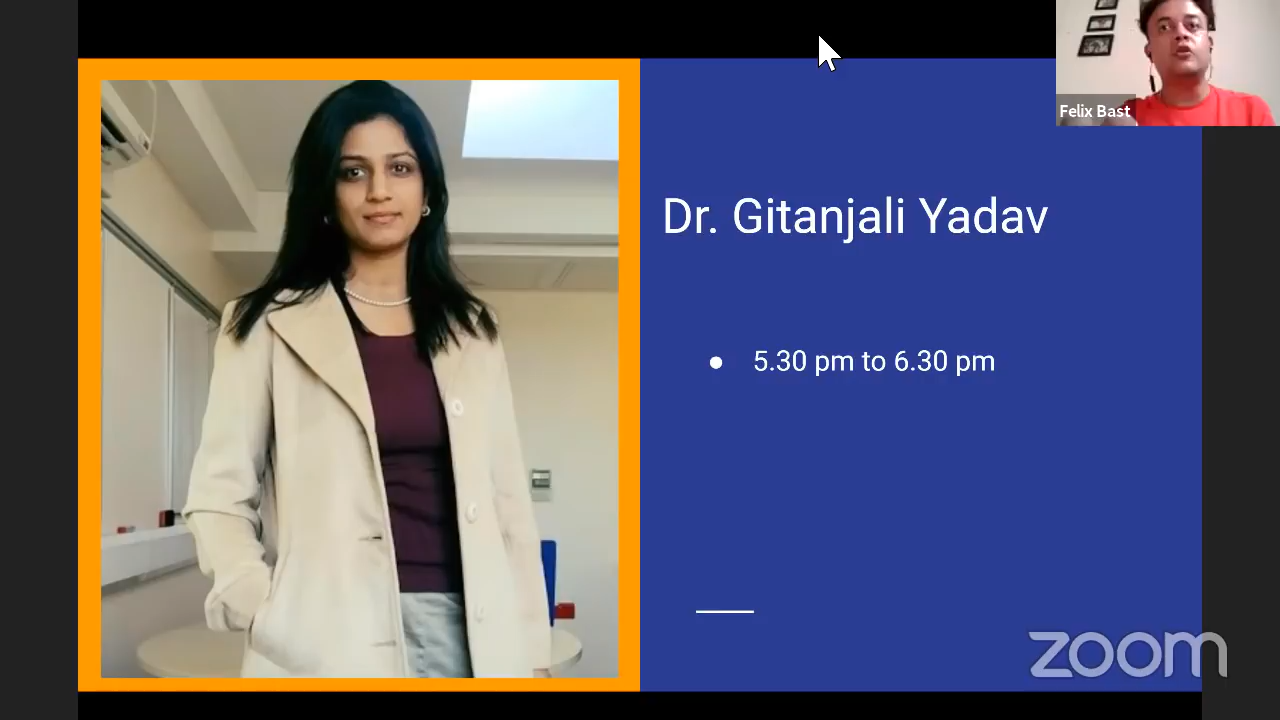 Felix Bast
Dr. Gitanjali Yadav
● 5.30 pm to 6.30 pm
zoom